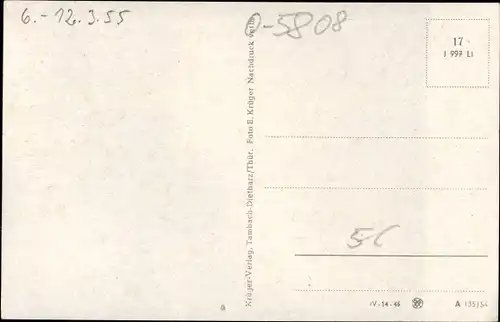 6.-12.3.55
O-5808
17
J 997 Li
Krüger-Verlag, Tambach-Dietharz/Thür. Foto E. Krüger Nachdruck verb.
5C
IV-14-46 A 135/54